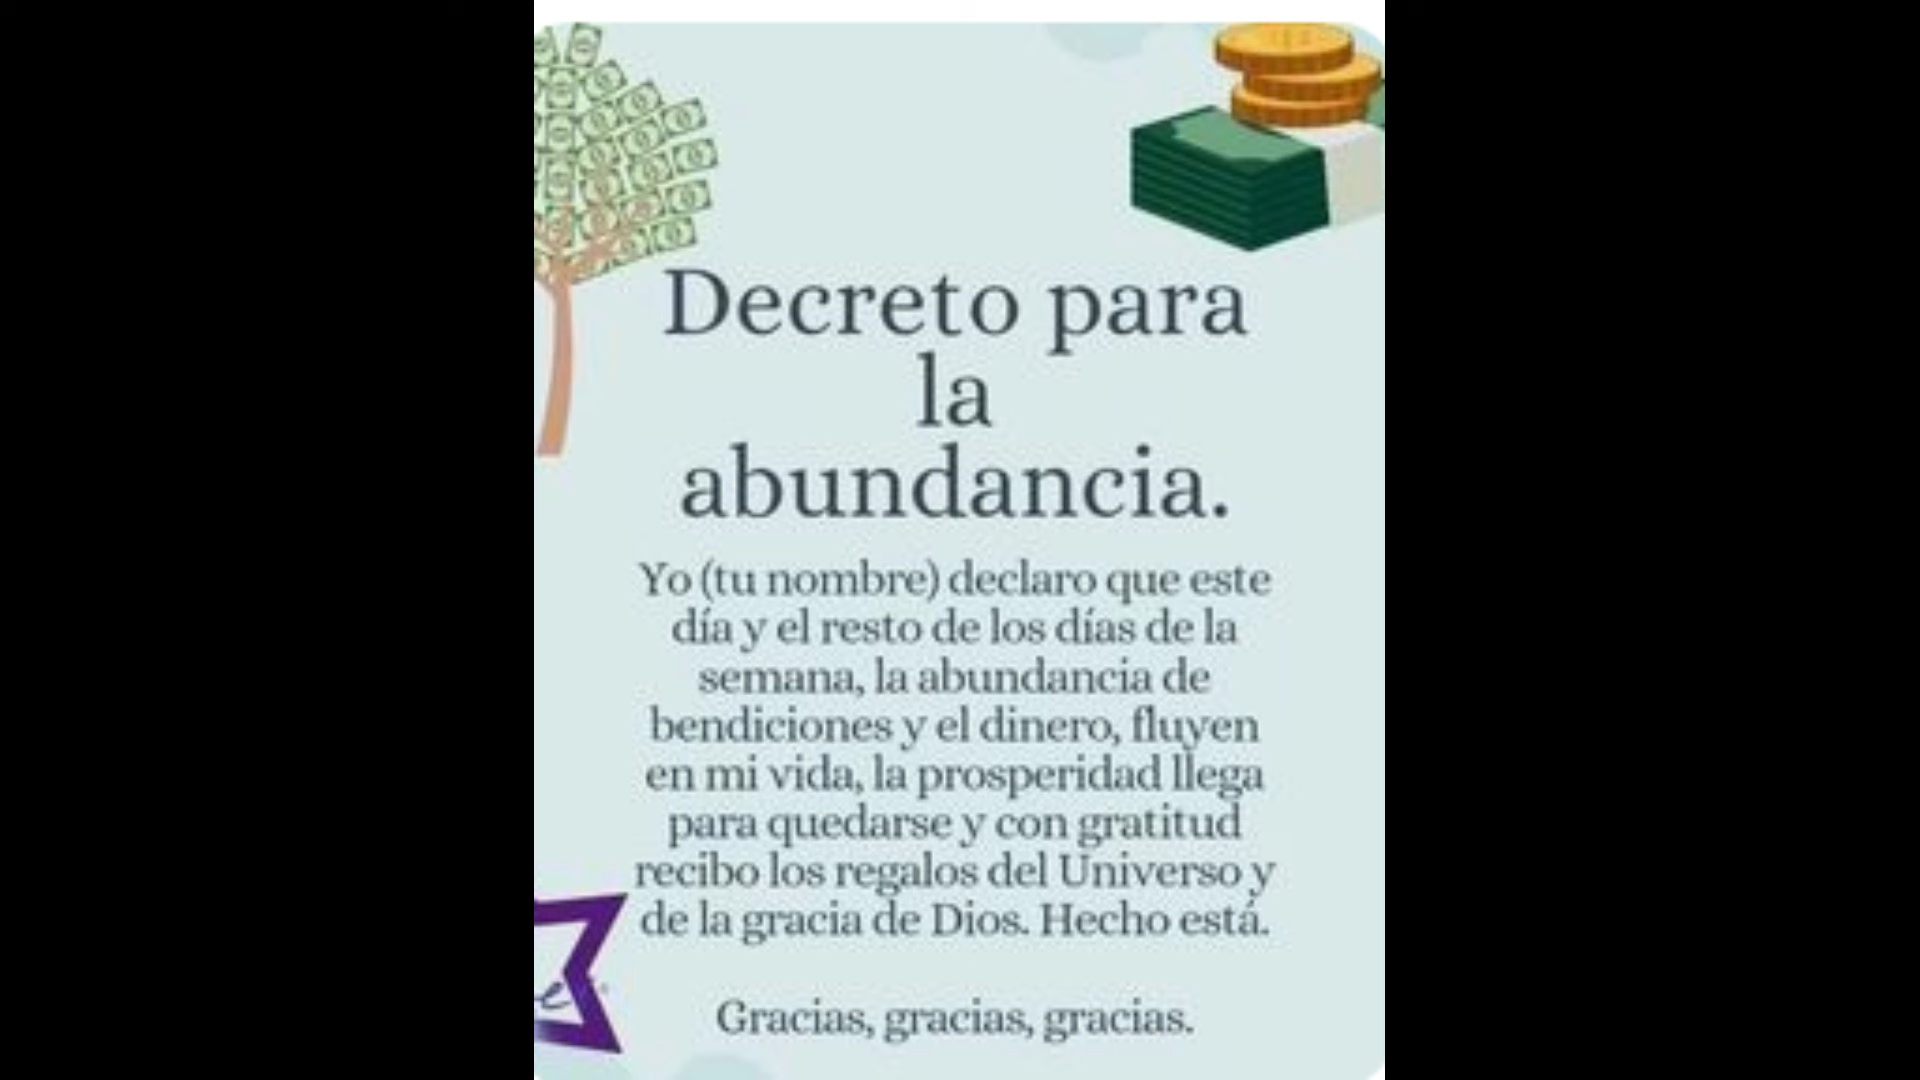 Decreto para
la
abundancia.
Yo (tu nombre) declaro que este
día y el resto de los días de la
semana, la abundancia de
bendiciones y el dinero, fluyen
en mi vida, la prosperidad llega
para quedarse y con gratitud
recibo los regalos del Universo y
de la gracia de Dios. Hecho está.
Gracias, gracias, gracias.